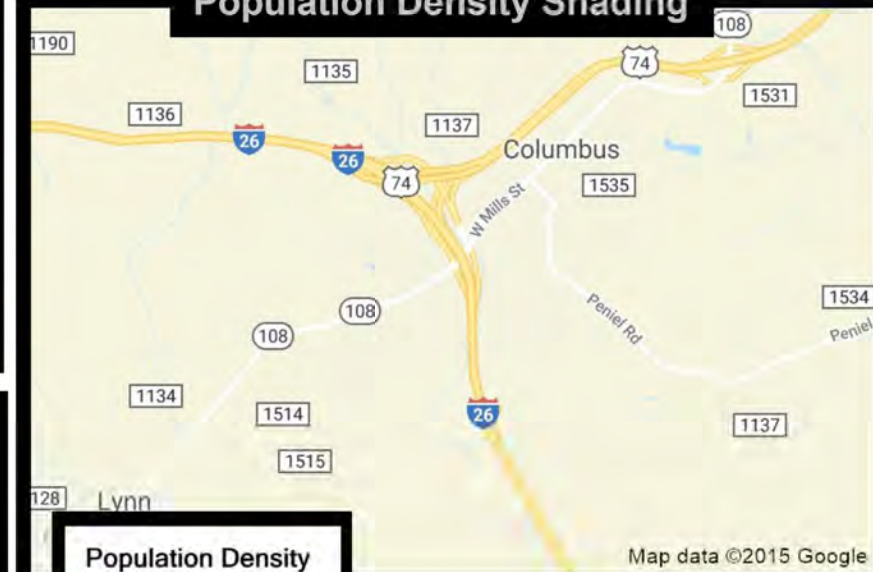 Population Density Shading
108
1190
74
1135
1531
1136
1137
26
26
Columbus
74
1535
W Mills St
1534
Peniel Rd
108
Peniel
108
1134
1514
26
1137
1515
128
Lynn
Population Density
Map data ©2015 Google